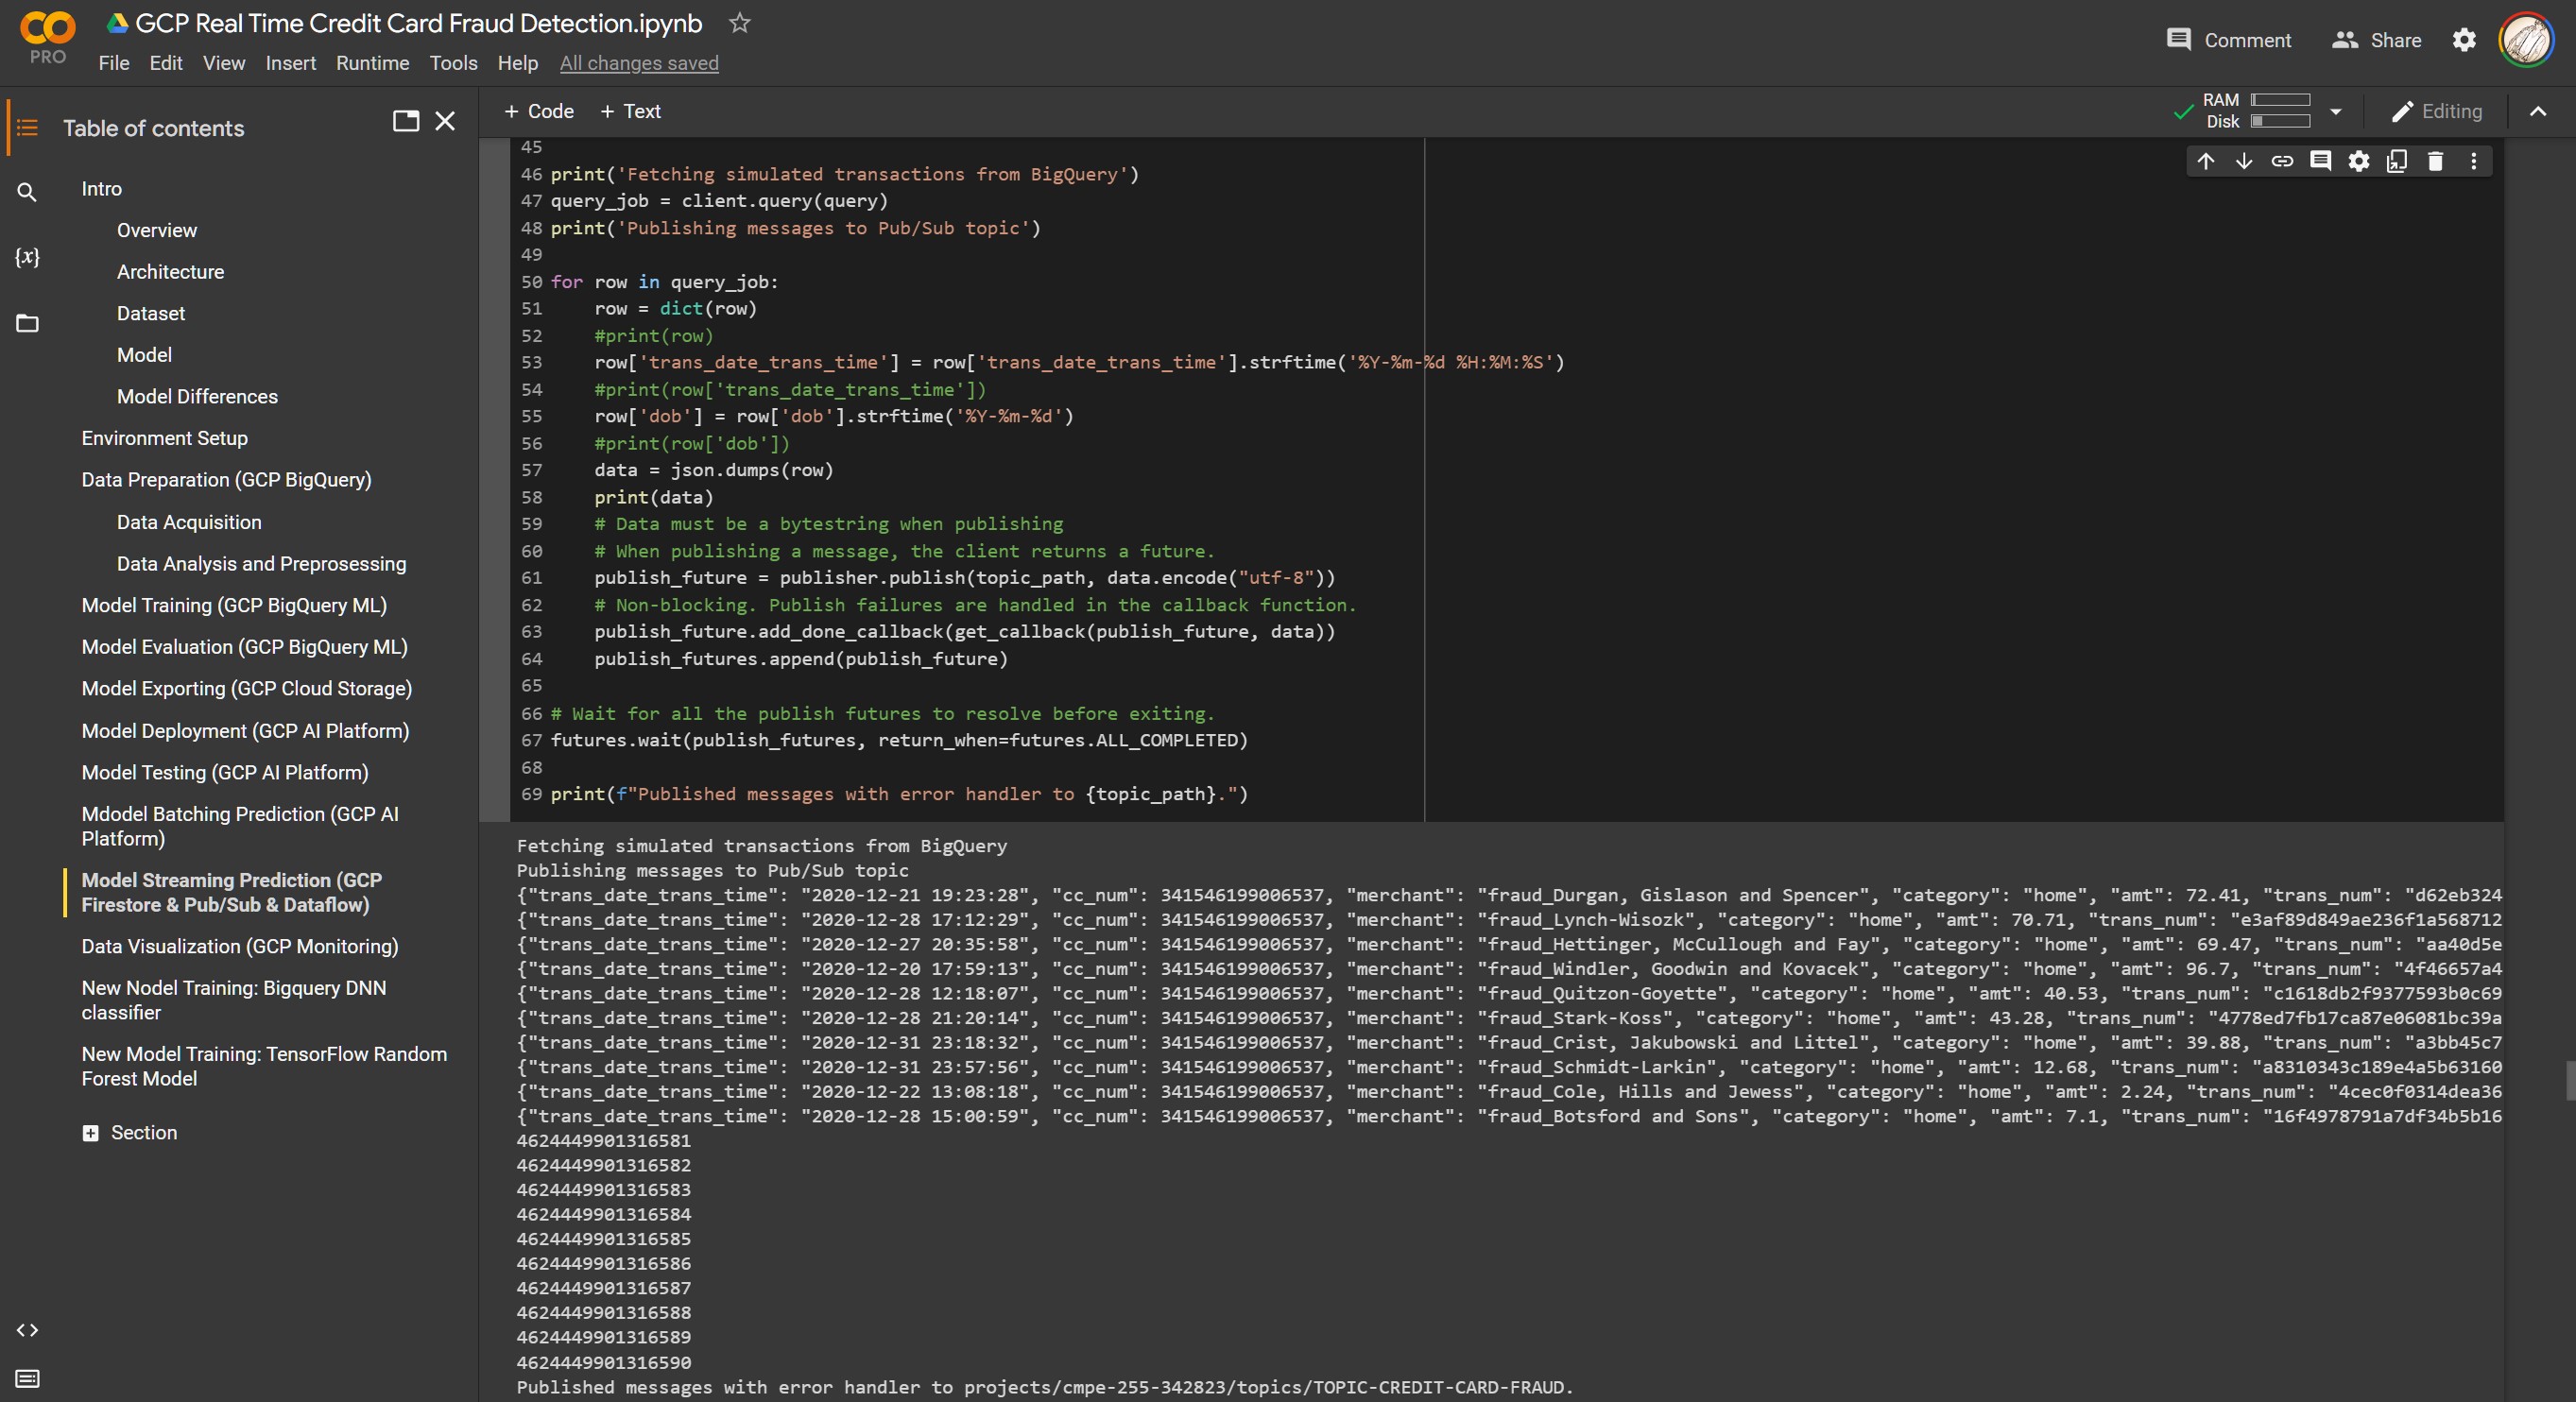 GCP Real Time Credit Card Fraud Detection.ipynb
PRO
File Edit View Insert Runtime Tools Help All changes saved
Comment Share
Table of contents
Intro
Overview
Architecture
Dataset
Model
Model Differences
Environment Setup
Data Preparation (GCP BigQuery)
Data Acquisition
Data Analysis and Preprosessing
Model Training (GCP BigQuery ML)
Model Evaluation (GCP BigQuery ML)
Model Exporting (GCP Cloud Storage)
Model Deployment (GCP AI Platform)
Model Testing (GCP AI Platform)
Mdodel Batching Prediction (GCP AI
Platform)
Model Streaming Prediction (GCP
Firestore & Pub/Sub & Dataflow)
Data Visualization (GCP Monitoring)
New Nodel Training: Bigquery DNN
classifier
New Model Training: TensorFlow Random
Forest Model
Section
+ Code + Text
RAM
Disk
Editing
45
46 print('Fetching simulated transactions from BigQuery')
47 query_job = client.query(query)
48 print('Publishing messages to Pub/Sub topic')
49
50 for row in query_job:
51     row = dict(row)
52     #print(row)
53     row['trans_date_trans_time'] = row['trans_date_trans_time'].strftime('%Y-%m-%d %H:%M:%S')
54     #print(row['trans_date_trans_time'])
55     row['dob'] = row['dob'].strftime('%Y-%m-%d')
56     #print(row['dob'])
57     data = json.dumps(row)
58     print(data)
59     # Data must be a bytestring when publishing
60     # When publishing a message, the client returns a future.
61     publish_future = publisher.publish(topic_path, data.encode("utf-8"))
62     # Non-blocking. Publish failures are handled in the callback function.
63     publish_future.add_done_callback(get_callback(publish_future, data))
64     publish_futures.append(publish_future)
65
66 # Wait for all the publish futures to resolve before exiting.
67 futures.wait(publish_futures, return_when=futures.ALL_COMPLETED)
68
69 print(f"Published messages with error handler to {topic_path}.")
Fetching simulated transactions from BigQuery
Publishing messages to Pub/Sub topic
{"trans_date_trans_time": "2020-12-21 19:23:28", "cc_num": 341546199006537, "merchant": "fraud_Durgan, Gislason and Spencer", "category": "home", "amt": 72.41, "trans_num": "d62eb324
{"trans_date_trans_time": "2020-12-28 17:12:29", "cc_num": 341546199006537, "merchant": "fraud_Lynch-Wisozk", "category": "home", "amt": 70.71, "trans_num": "e3af89d849ae236f1a568712
{"trans_date_trans_time": "2020-12-27 20:35:58", "cc_num": 341546199006537, "merchant": "fraud_Hettinger, McCullough and Fay", "category": "home", "amt": 69.47, "trans_num": "aa40d5e
{"trans_date_trans_time": "2020-12-20 17:59:13", "cc_num": 341546199006537, "merchant": "fraud_Windler, Goodwin and Kovacek", "category": "home", "amt": 96.7, "trans_num": "4f46657a4
{"trans_date_trans_time": "2020-12-28 12:18:07", "cc_num": 341546199006537, "merchant": "fraud_Quitzon-Goyette", "category": "home", "amt": 40.53, "trans_num": "c1618db2f9377593b0c69
{"trans_date_trans_time": "2020-12-28 21:20:14", "cc_num": 341546199006537, "merchant": "fraud_Stark-Koss", "category": "home", "amt": 43.28, "trans_num": "4778ed7fb17ca87e06081bc39a
{"trans_date_trans_time": "2020-12-31 23:18:32", "cc_num": 341546199006537, "merchant": "fraud_Crist, Jakubowski and Littel", "category": "home", "amt": 39.88, "trans_num": "a3bb45c7
{"trans_date_trans_time": "2020-12-31 23:57:56", "cc_num": 341546199006537, "merchant": "fraud_Schmidt-Larkin", "category": "home", "amt": 12.68, "trans_num": "a8310343c189e4a5b63160
{"trans_date_trans_time": "2020-12-22 13:08:18", "cc_num": 341546199006537, "merchant": "fraud_Cole, Hills and Jewess", "category": "home", "amt": 2.24, "trans_num": "4cec0f0314dea36
{"trans_date_trans_time": "2020-12-28 15:00:59", "cc_num": 341546199006537, "merchant": "fraud_Botsford and Sons", "category": "home", "amt": 7.1, "trans_num": "16f4978791a7df34b5b16
4624449901316581
4624449901316582
4624449901316583
4624449901316584
4624449901316585
4624449901316586
4624449901316587
4624449901316588
4624449901316589
4624449901316590
Published messages with error handler to projects/cmpe-255-342823/topics/TOPIC-CREDIT-CARD-FRAUD.